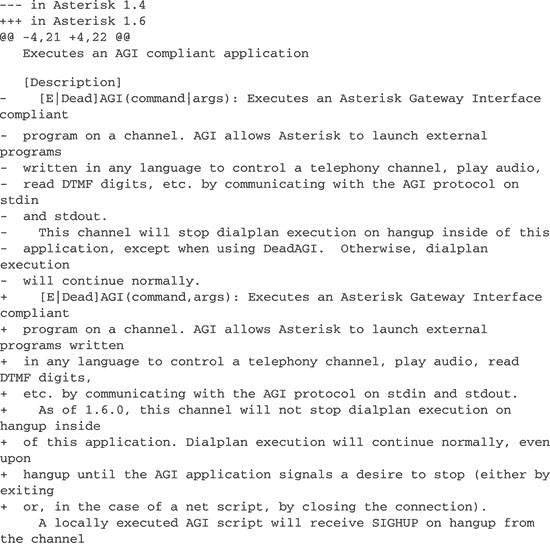 --- in Asterisk 1.4
+++ in Asterisk 1.6
@@ -4,21 +4,22 @@
   Executes an AGI compliant application

   [Description]
-    [E|Dead]AGI(command|args): Executes an Asterisk Gateway Interface
compliant
-  program on a channel. AGI allows Asterisk to launch external
programs
-  written in any language to control a telephony channel, play audio,
-  read DTMF digits, etc. by communicating with the AGI protocol on
stdin
-  and stdout.
-    This channel will stop dialplan execution on hangup inside of this
-  application, except when using DeadAGI.  Otherwise, dialplan
execution
-  will continue normally.
+    [E|Dead]AGI(command,args): Executes an Asterisk Gateway Interface
compliant
+  program on a channel. AGI allows Asterisk to launch external
programs written
+  in any language to control a telephony channel, play audio, read
DTMF digits,
+  etc. by communicating with the AGI protocol on stdin and stdout.
+    As of 1.6.0, this channel will not stop dialplan execution on
hangup inside
+  of this application. Dialplan execution will continue normally, even
upon
+  hangup until the AGI application signals a desire to stop (either by
exiting
+  or, in the case of a net script, by closing the connection).
     A locally executed AGI script will receive SIGHUP on hangup from
the channel